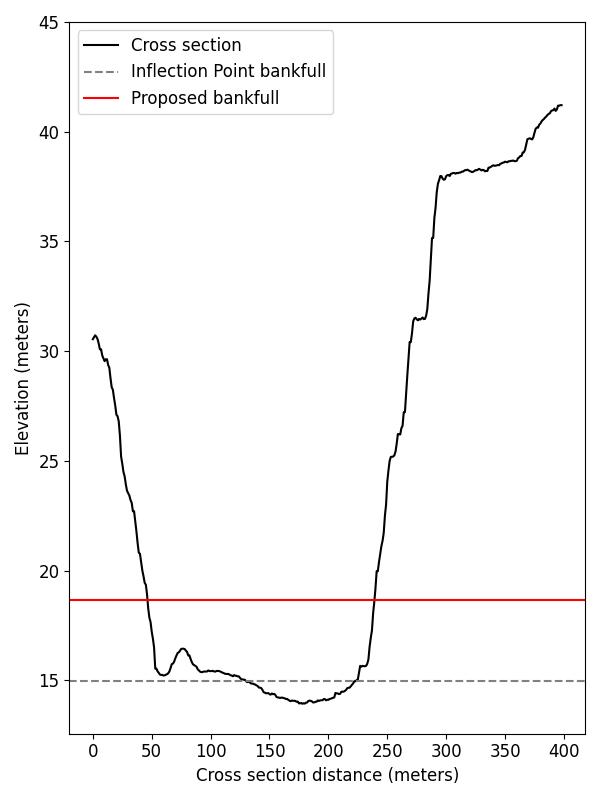 Cross section
Inflection Point bankfull
Proposed bankfull
45
40
35
30
25
20
15
Elevation (meters)
0 50 100 150 200 250 300 350 400
Cross section distance (meters)